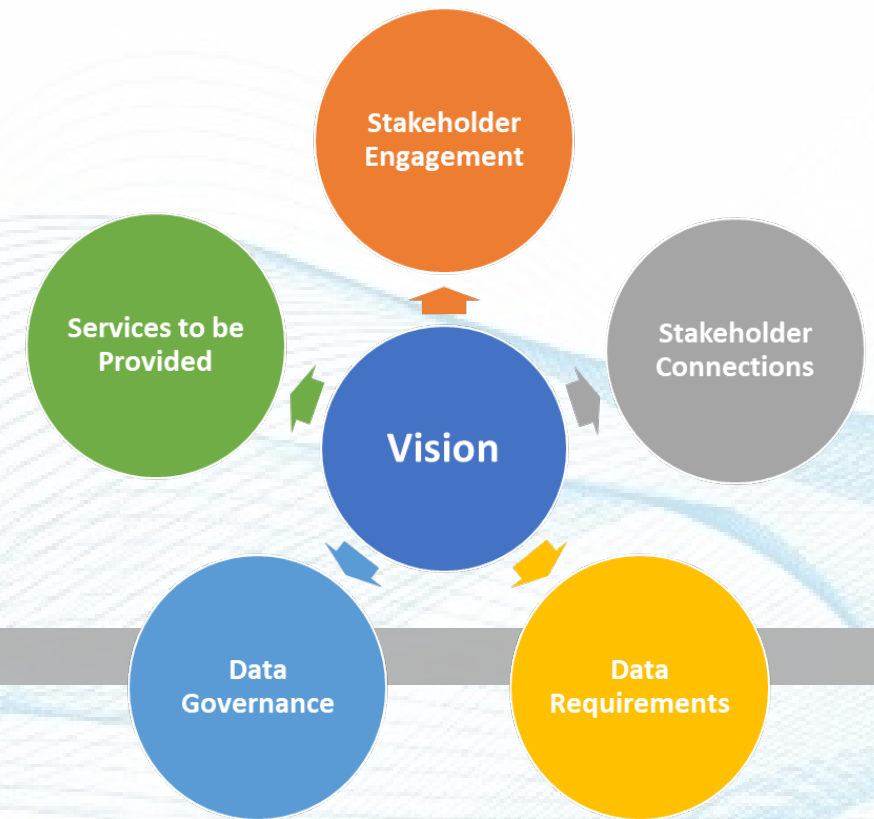 Stakeholder
Engagement
Services to be
Provided
Stakeholder
Connections
Vision
Data
Governance
Data
Requirements